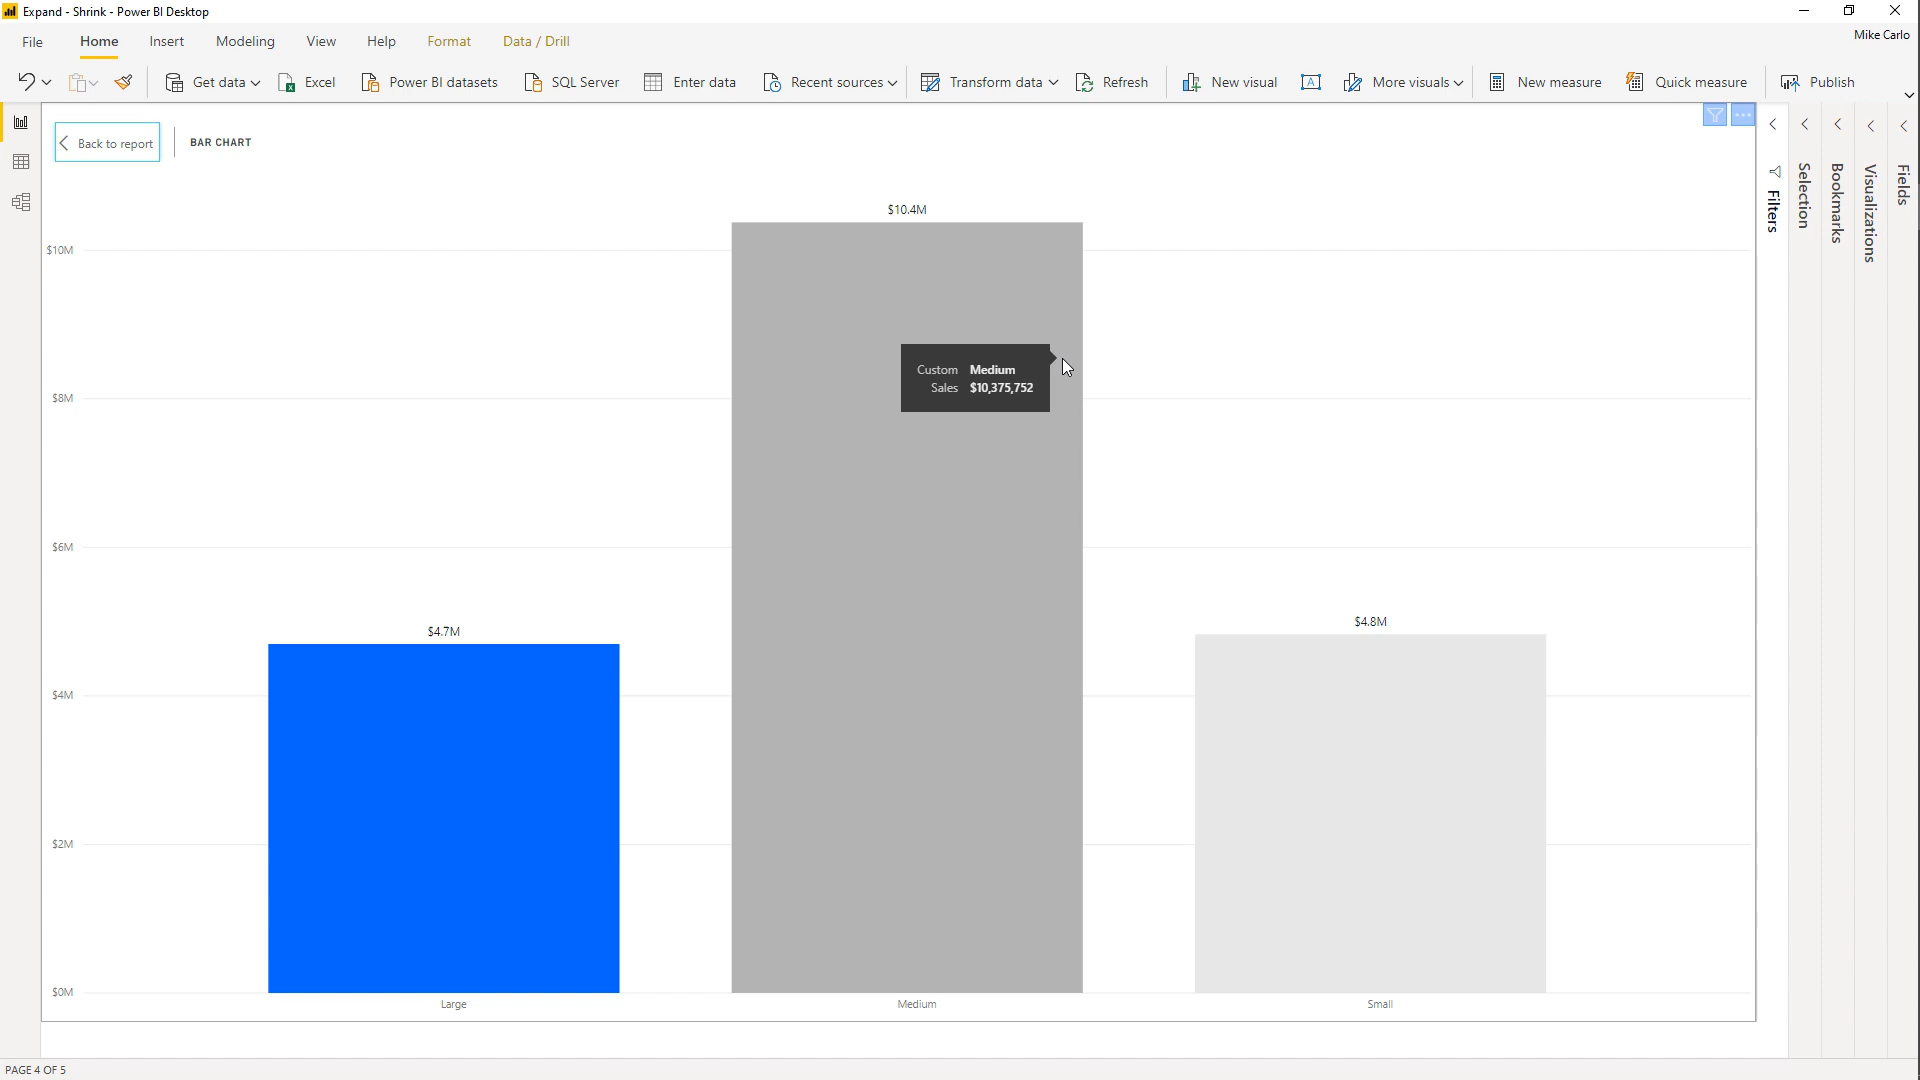 Expand - Shrink - Power BI Desktop
Mike Carlo
File Home Insert Modeling View Help Format Data / Drill
Get data Excel Power BI datasets SQL Server Enter data Recent sources Transform data Refresh New visual A More visuals New measure Quick measure Publish
Back to report BAR CHART
$10.4M
$10M
$8M
$6M
$4M
$2M
$0M
Custom Medium
Sales $10,375,752
$4.7M
$4.8M
Large Medium Small
Filters
Selection
Bookmarks
Visualizations
Fields
PAGE 4 OF 5